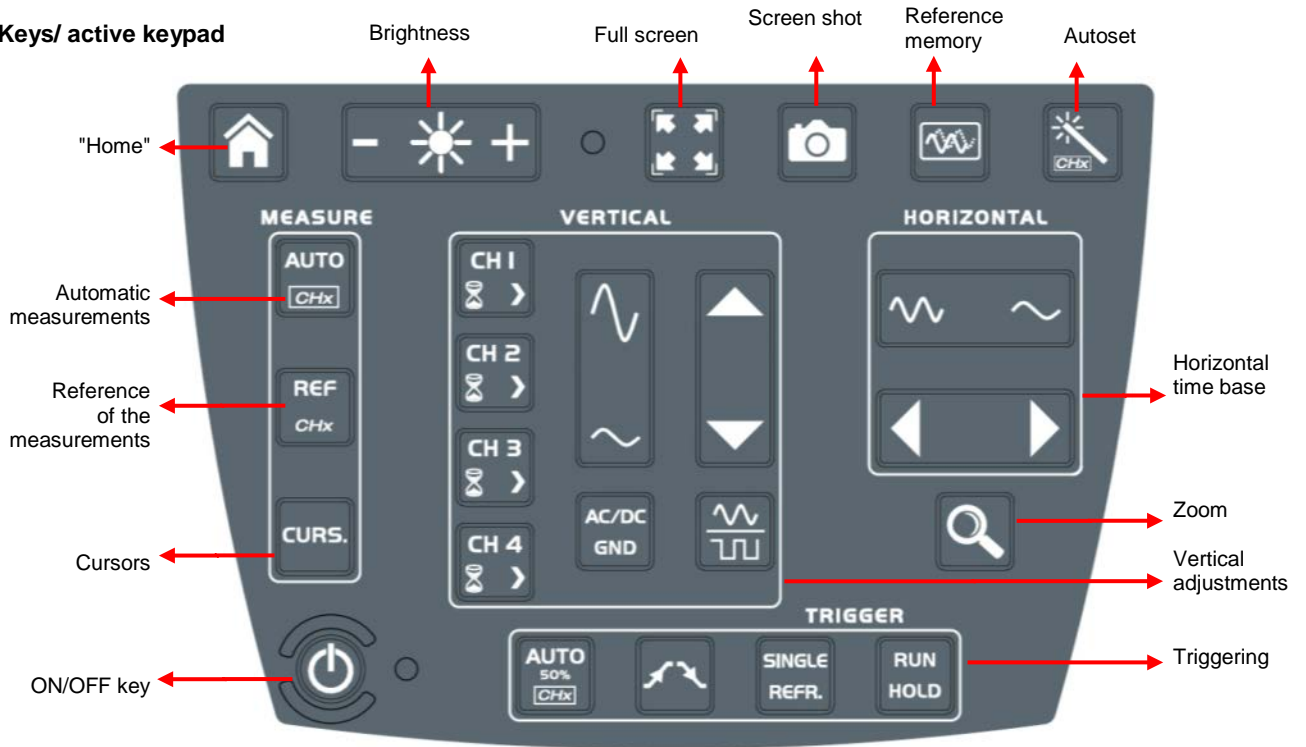 Keys/ active keypad
Brightness
Full screen
Screen shot
Reference
memory
Autoset
"Home"
- +
CHx
MEASURE
VERTICAL
HORIZONTAL
AUTO
CHx
Automatic
measurements
REF
CHx
Reference
of the
measurements
CURS.
Cursors
CH 1
CH 2
CH 3
CH 4
AC/DC
GND
Horizontal
time base
Zoom
Vertical
adjustments
TRIGGER
AUTO
50%
CHx
SINGLE
REFR.
RUN
HOLD
Triggering
ON/OFF key